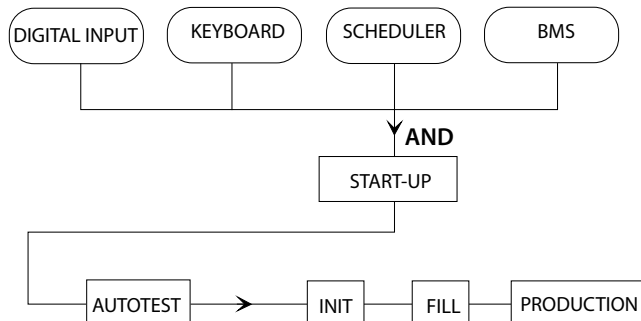 DIGITAL INPUT
KEYBOARD
SCHEDULER
BMS
AND
START-UP
AUTOTEST
INIT
FILL
PRODUCTION